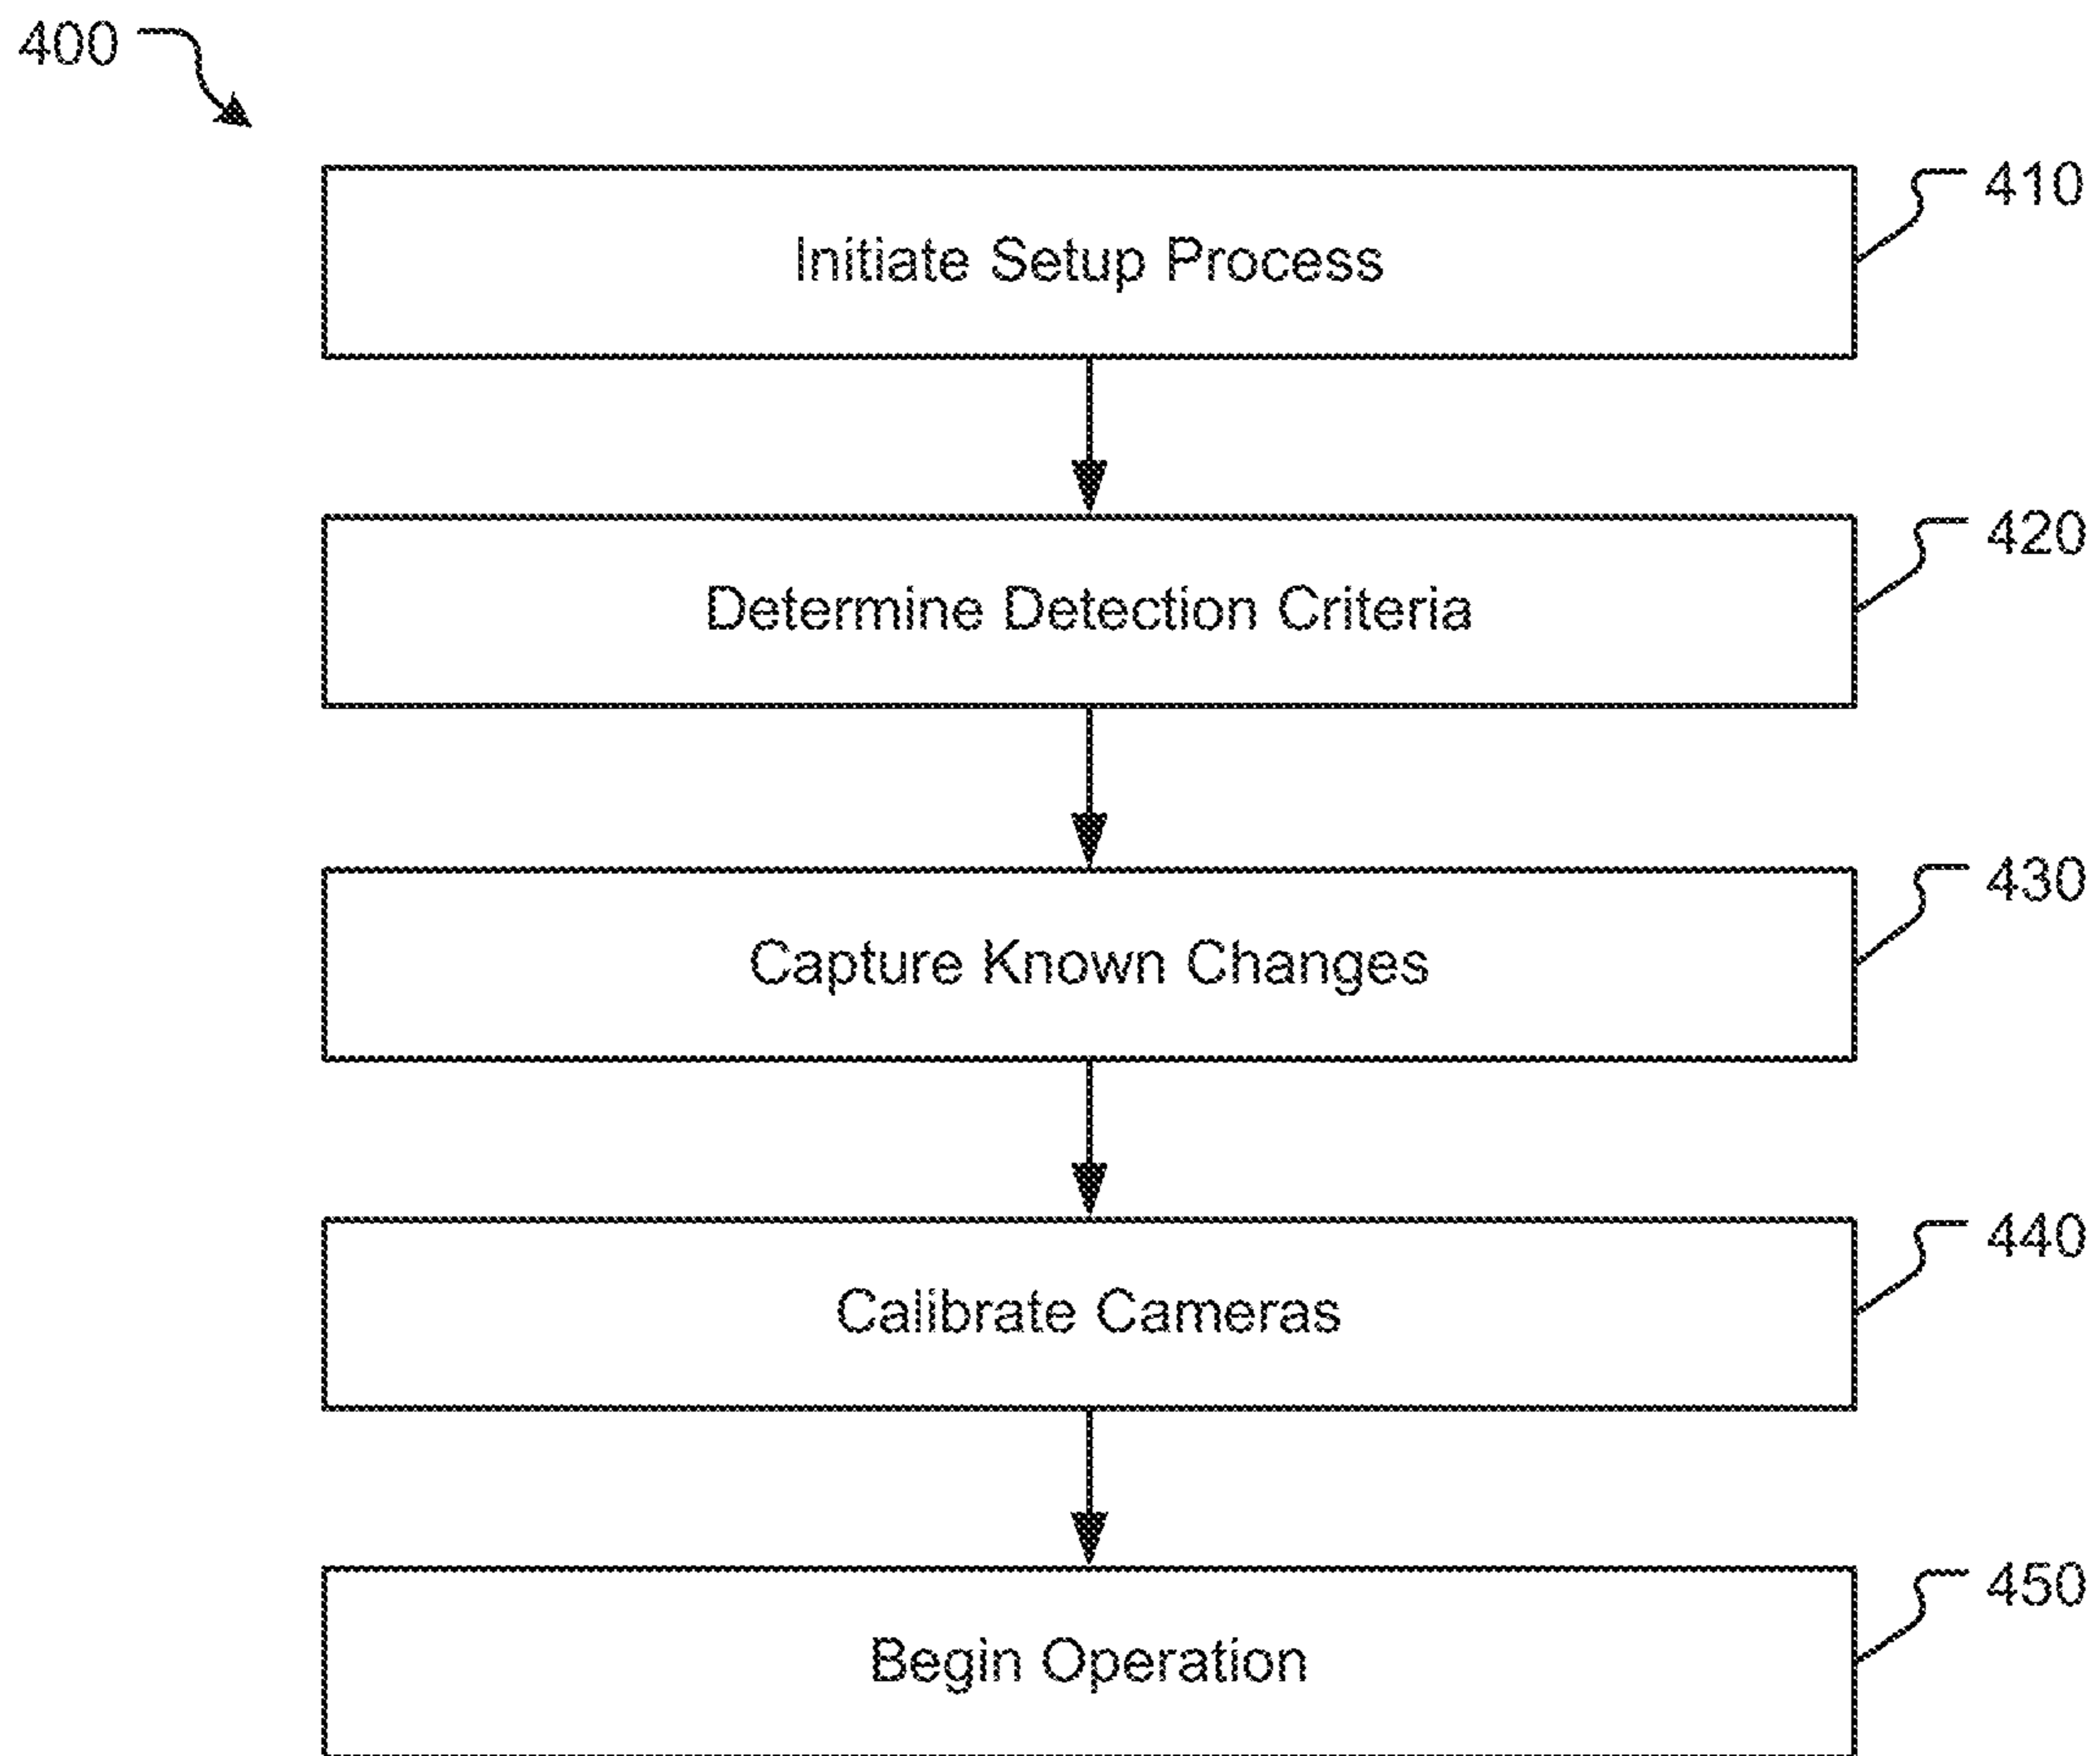 400
410
Initiate Setup Process
420
Determine Detection Criteria
430
Capture Known Changes
440
Calibrate Cameras
450
Begin Operation